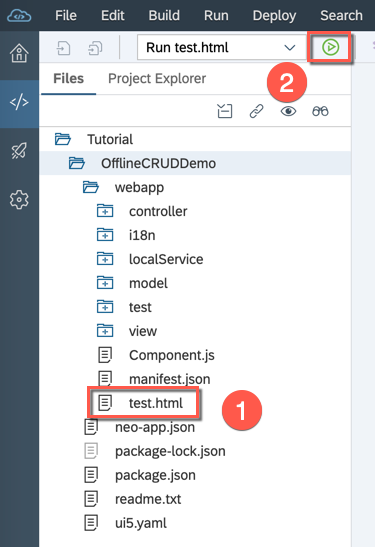 File Edit Build Run Deploy Search
Run test.html
Files Project Explorer
2
Tutorial
OfflineCRUDDemo
webapp
controller
i18n
localService
model
test
view
Component.js
manifest.json
test.html
1
neo-app.json
package-lock.json
package.json
readme.txt
ui5.yaml